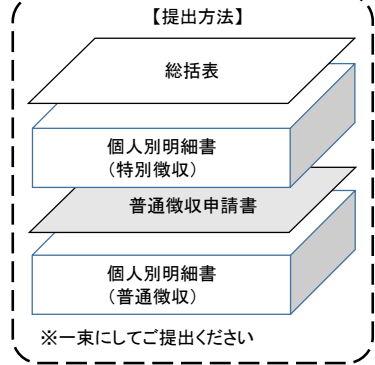 【提出方法】
総括表
個人別明細書
（特別徴収）
普通徴収申請書
個人別明細書
（普通徴収）
※一束にしてご提出ください